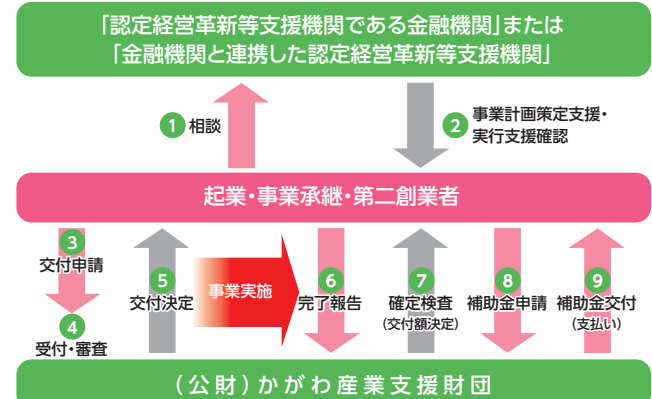 「認定経営革新等支援機関である金融機関」または
「金融機関と連携した認定経営革新等支援機関」
1 相談
2 事業計画策定支援・
実行支援確認
起業・事業承継・第二創業者
3
交付申請
4
受付・審査
5
交付決定
事業実施
6
完了報告
7
確定検査
（交付額決定）
8
補助金申請
9
補助金交付
（支払い）
（公財）かがわ産業支援財団